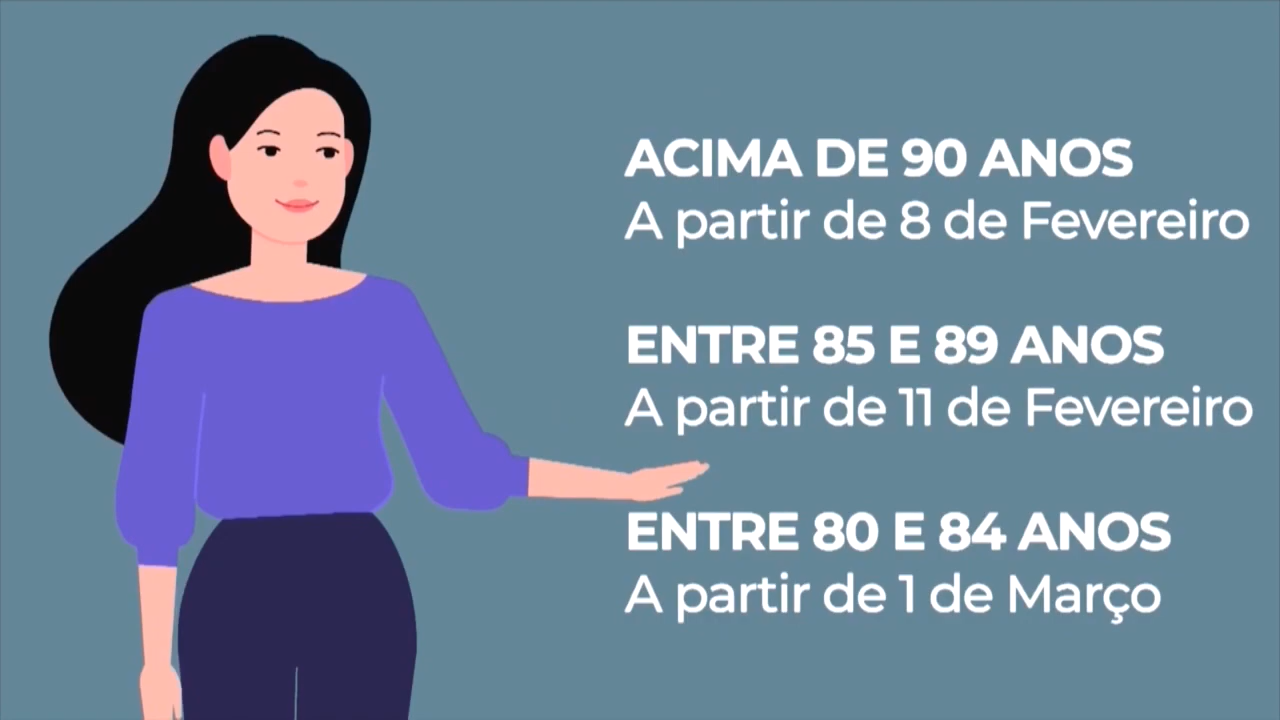 ACIMA DE 90 ANOS
A partir de 8 de Fevereiro
ENTRE 85 E 89 ANOS
A partir de 11 de Fevereiro
ENTRE 80 E 84 ANOS
A partir de 1 de Março